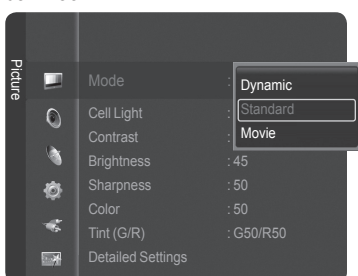 Picture
Mode : Dynamic
Cell Light : Standard
Contrast : Movie
Brightness : 45
Sharpness : 50
Color : 50
Tint (G/R) : G50/R50
Detailed Settings